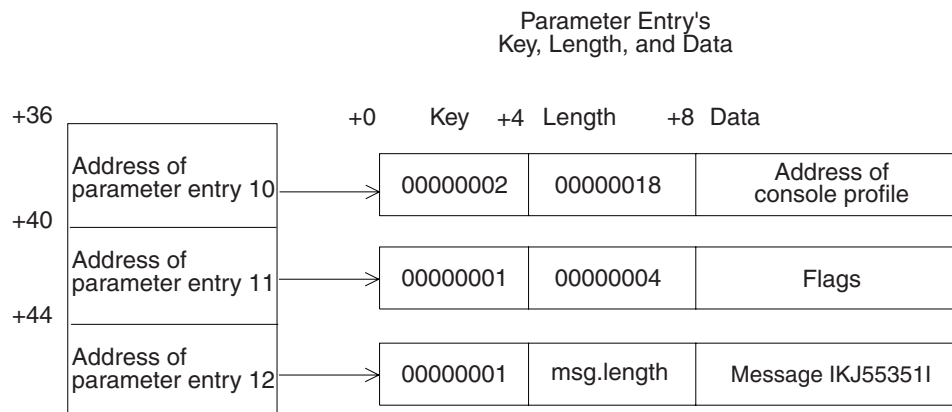 Parameter Entry's
Key, Length, and Data
+36
+0 Key +4 Length +8 Data
Address of
parameter entry 10
00000002 00000018 Address of
console profile
+40
Address of
parameter entry 11
00000001 00000004 Flags
+44
Address of
parameter entry 12
00000001 msg.length Message IKJ55351I